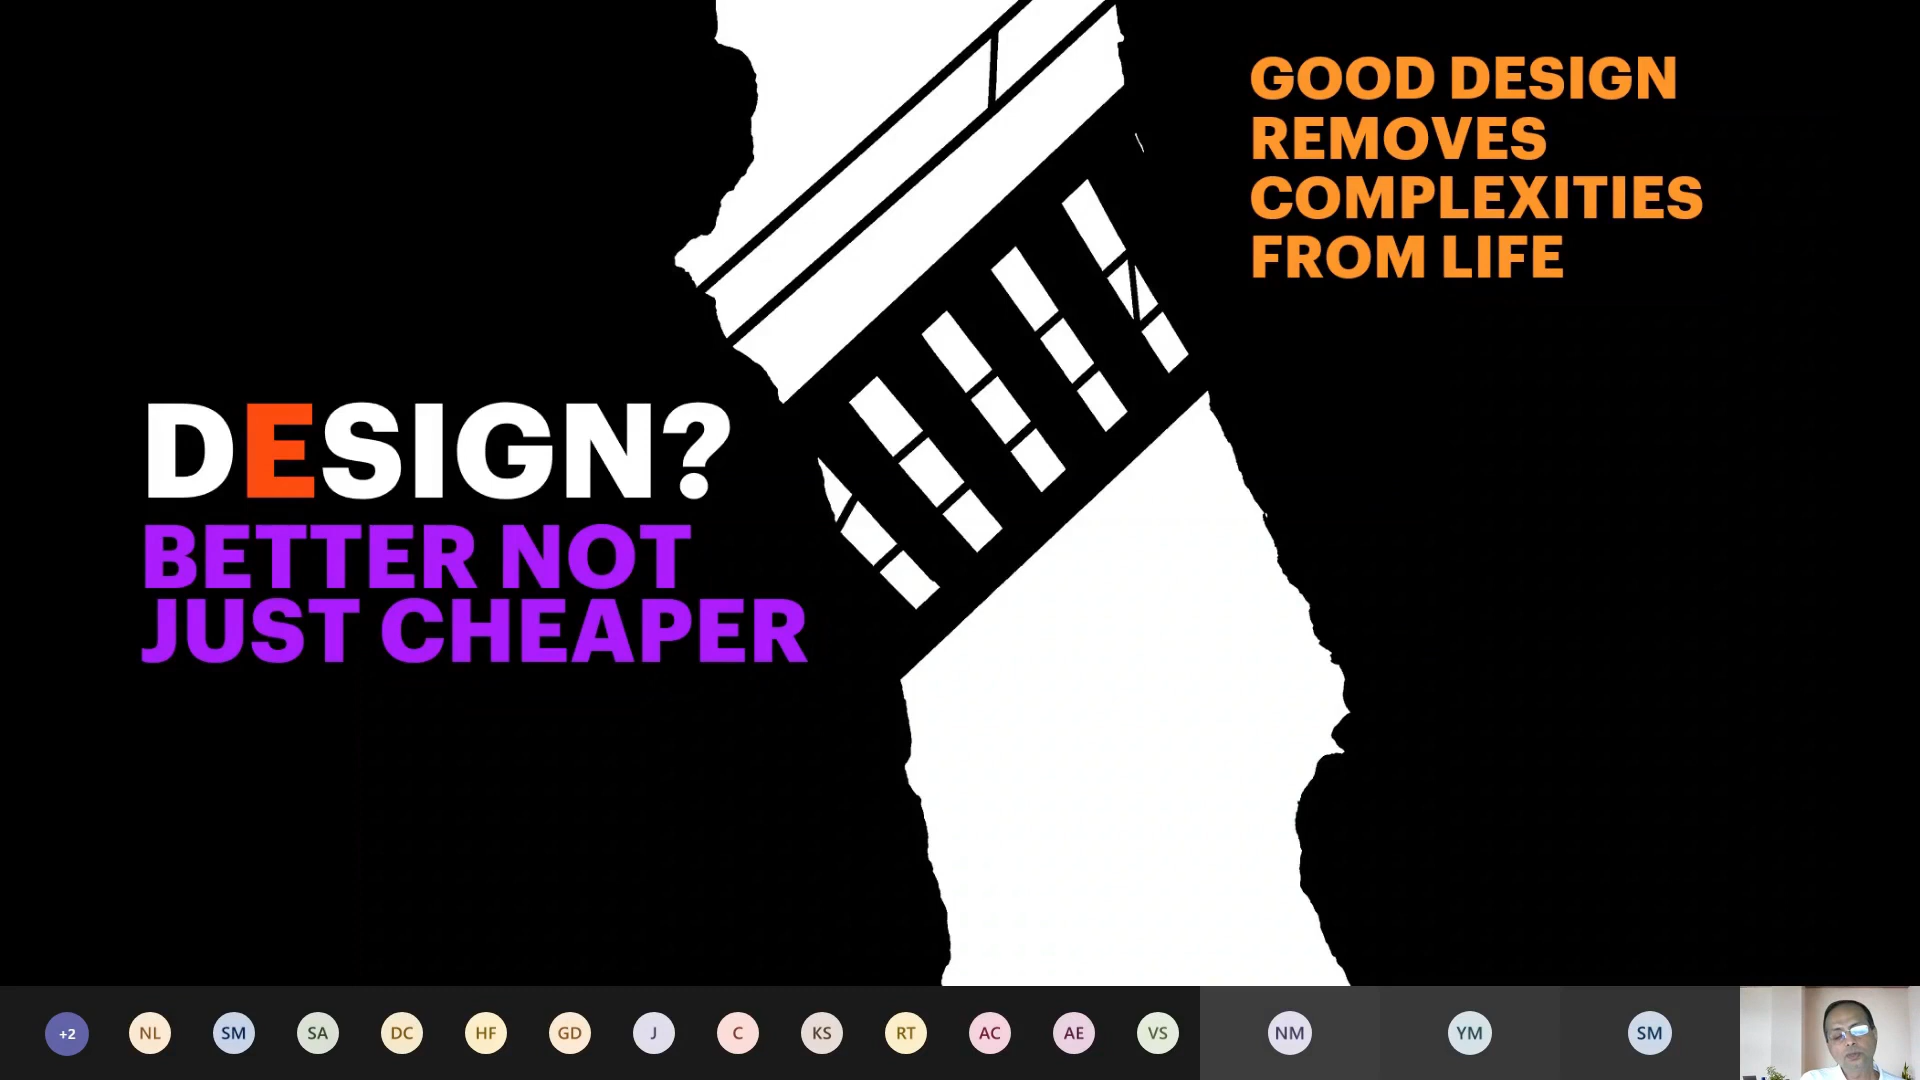 GOOD DESIGN
REMOVES
COMPLEXITIES
FROM LIFE
DESIGN?
BETTER NOT
JUST CHEAPER
+2
NL
SM
SA
DC
HF
GD
J
C
KS
RT
AC
AE
VS
NM
YM
SM